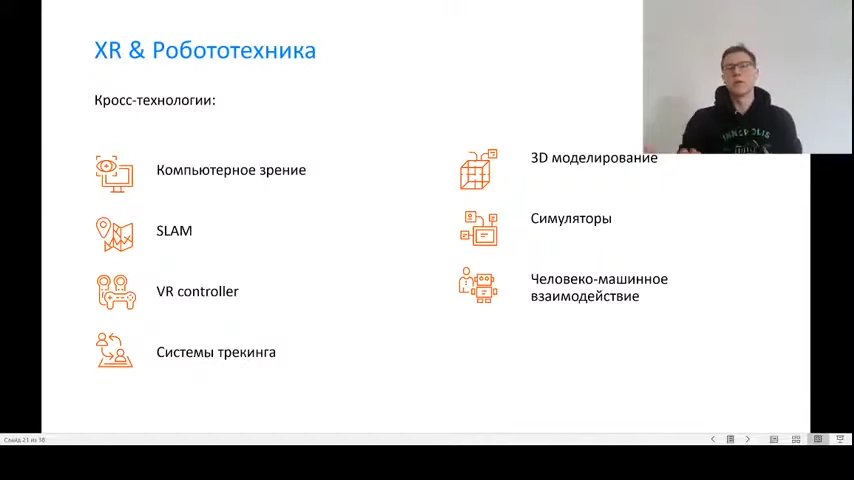 XR & Робототехника
Кросс-технологии:
Компьютерное зрение
SLAM
VR controller
Системы трекинга
3D моделирование
Симуляторы
Человеко-машинное
взаимодействие
INNOPOLIS
Слайд 21 из 38